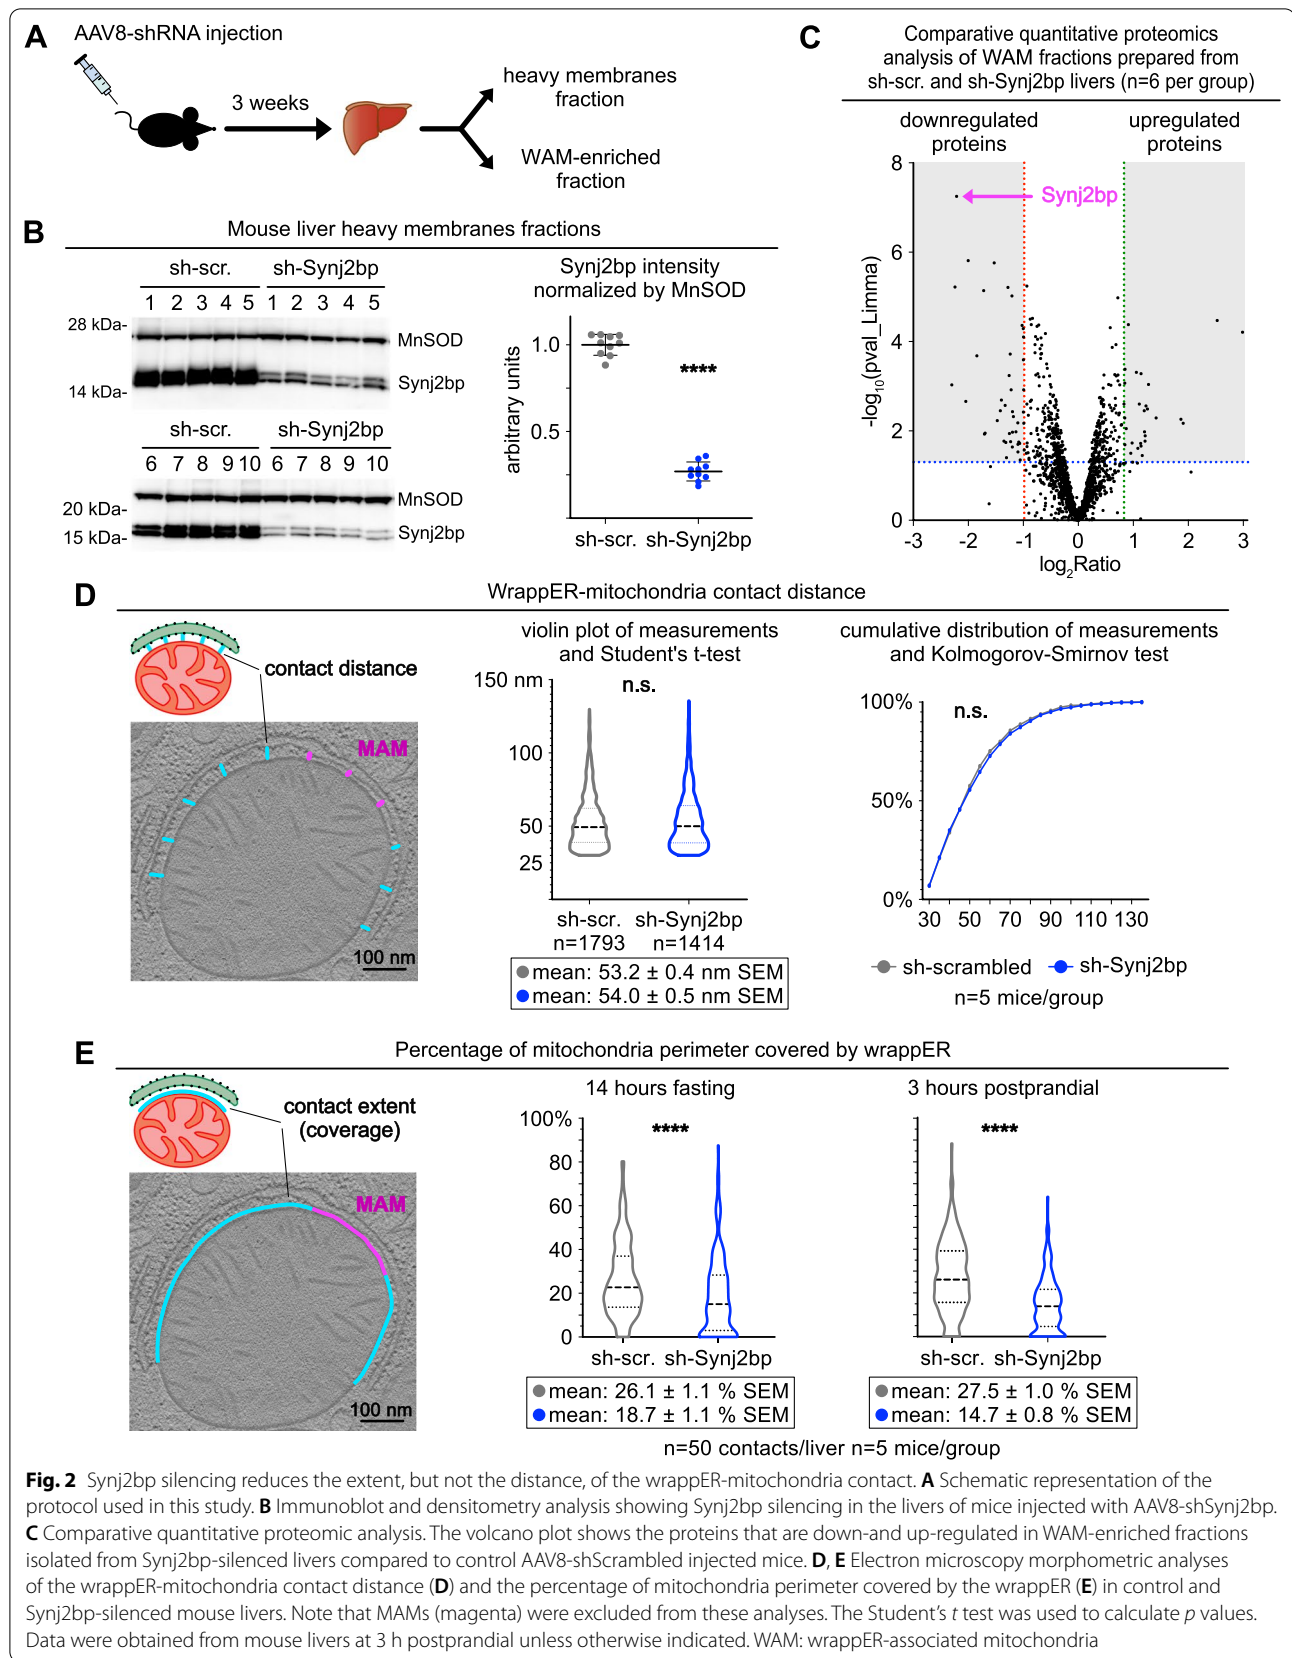 A
AAV8-shRNA injection
3 weeks
heavy membranes
fraction
WAM-enriched
fraction
B
Mouse liver heavy membranes fractions
sh-scr. sh-Synj2bp
1 2 3 4 5 1 2 3 4 5
28 kDa-
MnSOD
Synj2bp
14 kDa-
sh-scr. sh-Synj2bp
6 7 8 9 10 6 7 8 9 10
MnSOD
20 kDa-
Synj2bp
15 kDa-
Synj2bp intensity
normalized by MnSOD
arbitrary units
1.0
0.5
****
sh-scr. sh-Synj2bp
C
Comparative quantitative proteomics
analysis of WAM fractions prepared from
sh-scr. and sh-Synj2bp livers (n=6 per group)
downregulated
proteins
upregulated
proteins
Synj2bp
-log10(pval_Limma)
8
6
4
2
0
-3 -2 -1 0 1 2 3
log2Ratio
D
WrappER-mitochondria contact distance
contact distance
MAM
100 nm
violin plot of measurements
and Student's t-test
150 nm
100
50
25
n.s.
sh-scr. sh-Synj2bp
n=1793 n=1414
mean: 53.2 ± 0.4 nm SEM
mean: 54.0 ± 0.5 nm SEM
cumulative distribution of measurements
and Kolmogorov-Smirnov test
100%
50%
0%
n.s.
30 50 70 90 110 130
sh-scrambled sh-Synj2bp
n=5 mice/group
E
Percentage of mitochondria perimeter covered by wrappER
contact extent
(coverage)
MAM
100 nm
14 hours fasting
100%
80
60
40
20
0
****
sh-scr. sh-Synj2bp
mean: 26.1 ± 1.1 % SEM
mean: 18.7 ± 1.1 % SEM
3 hours postprandial
****
sh-scr. sh-Synj2bp
mean: 27.5 ± 1.0 % SEM
mean: 14.7 ± 0.8 % SEM
n=50 contacts/liver n=5 mice/group
Fig. 2 Synj2bp silencing reduces the extent, but not the distance, of the wrappER-mitochondria contact. A Schematic representation of the
protocol used in this study. B Immunoblot and densitometry analysis showing Synj2bp silencing in the livers of mice injected with AAV8-shSynj2bp.
C Comparative quantitative proteomic analysis. The volcano plot shows the proteins that are down-and up-regulated in WAM-enriched fractions
isolated from Synj2bp-silenced livers compared to control AAV8-shScrambled injected mice. D, E Electron microscopy morphometric analyses
of the wrappER-mitochondria contact distance (D) and the percentage of mitochondria perimeter covered by the wrappER (E) in control and
Synj2bp-silenced mouse livers. Note that MAMs (magenta) were excluded from these analyses. The Student's t test was used to calculate p values.
Data were obtained from mouse livers at 3 h postprandial unless otherwise indicated. WAM: wrappER-associated mitochondria